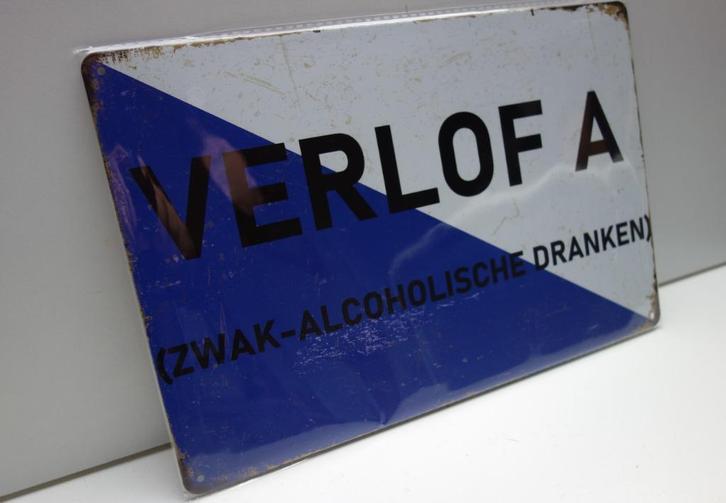 VERLOF A
(ZWAK-ALCOHOLISCHE DRANKEN)